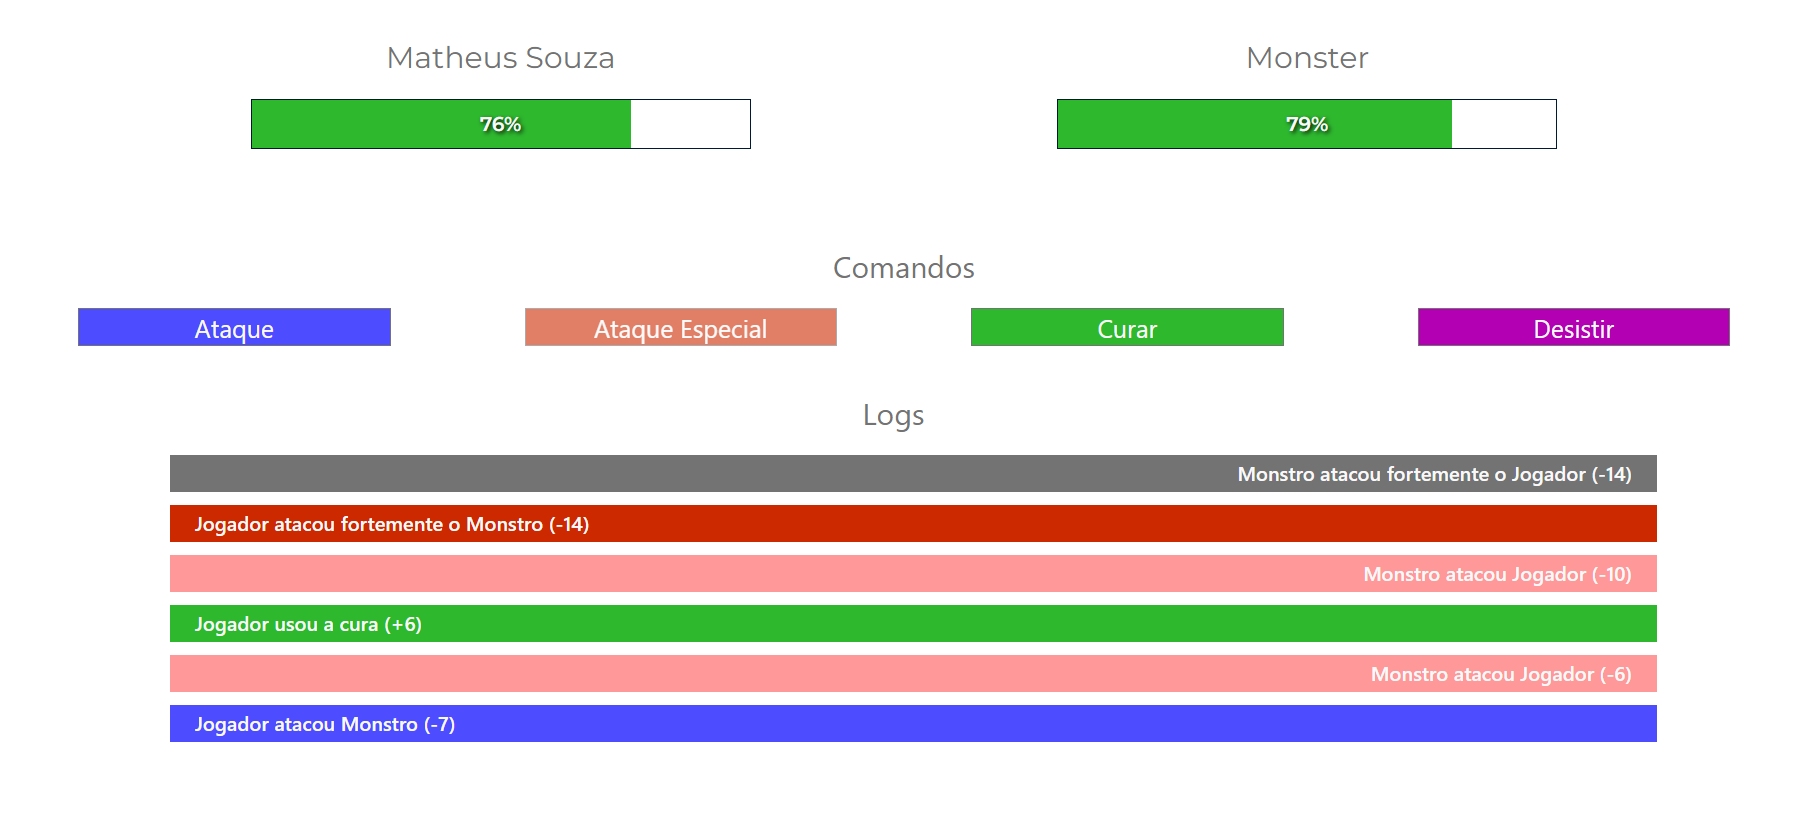 Matheus Souza
Monster
76%
79%
Comandos
Ataque
Ataque Especial
Curar
Desistir
Logs
Monstro atacou fortemente o Jogador (-14)
Jogador atacou fortemente o Monstro (-14)
Monstro atacou Jogador (-10)
Jogador usou a cura (+6)
Monstro atacou Jogador (-6)
Jogador atacou Monstro (-7)